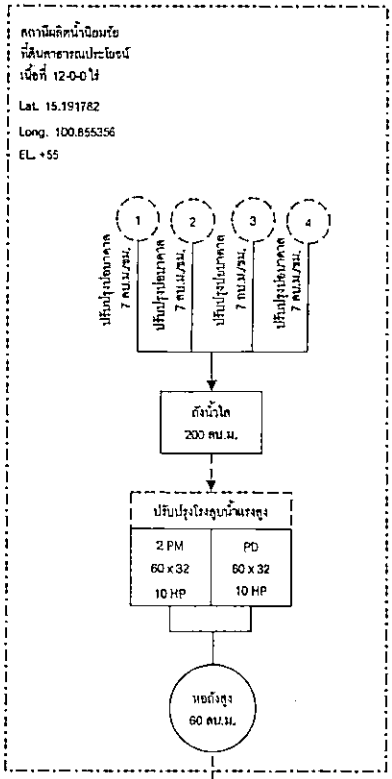 สถานีผลิตน้ำนิยมชัย
ที่ดินสาธารณประโยชน์
เนื้อที่ 12-0-0 ไร่
Lat. 15.191782
Long. 100.855356
EL. +55
1
2
3
4
ปรับปรุงบ่อบาดาล
7 ลบ.ม./ชม.
ปรับปรุงบ่อบาดาล
7 ลบ.ม./ชม.
ปรับปรุงบ่อบาดาล
7 ลบ.ม./ชม.
ปรับปรุงบ่อบาดาล
7 ลบ.ม./ชม.
ถังน้ำใส
200 ลบ.ม.
ปรับปรุงโรงสูบน้ำแรงสูง
2 PM
60 x 32
10 HP
PD
60 x 32
10 HP
หอถังสูง
60 ลบ.ม.